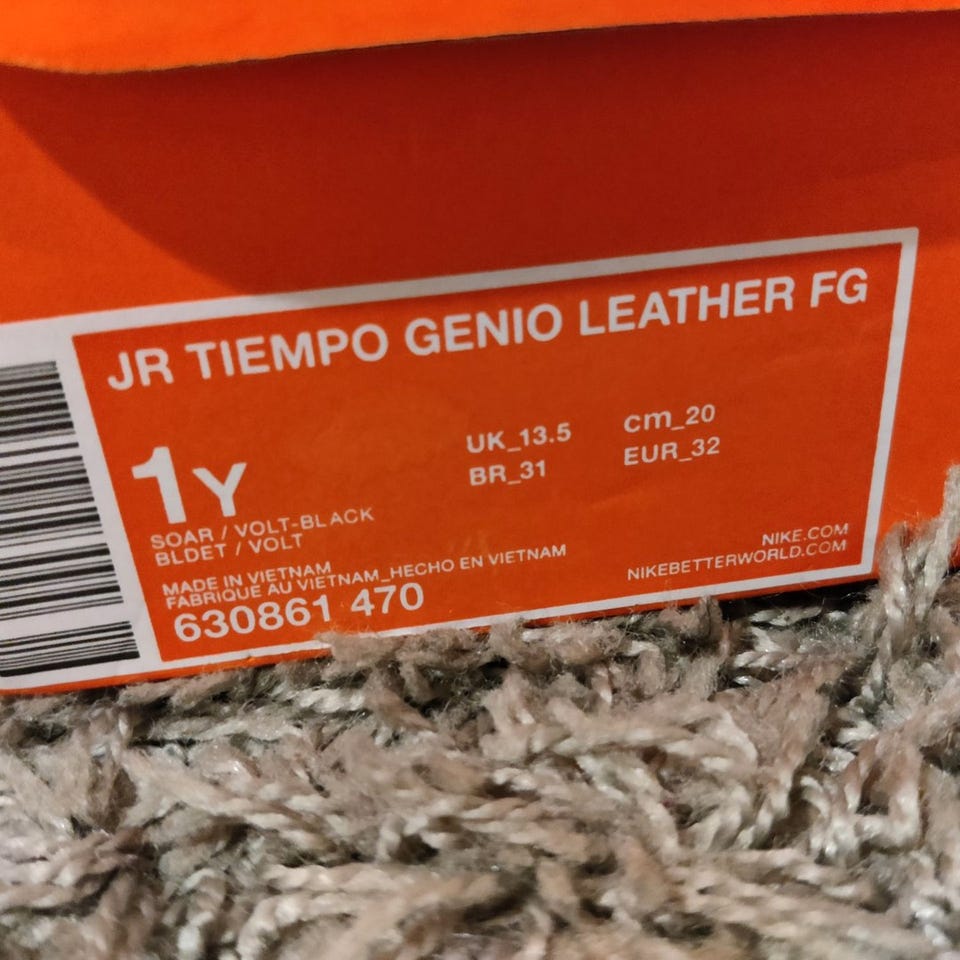 JR TIEMPO GENIO LEATHER FG
1Y
UK_13.5
cm_20
BR_31
EUR_32
SOAR / VOLT-BLACK
BLDET / VOLT
MADE IN VIETNAM
FABRIQUE AU VIETNAM_HECHO EN VIETNAM
630861 470
NIKE.COM
NIKEBETTERWORLD.COM